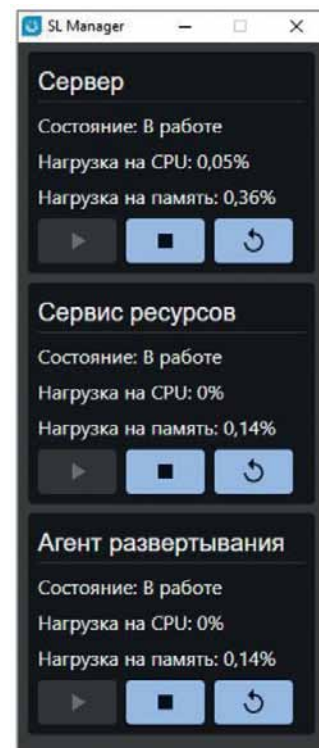 SL Manager
Сервер
Состояние: В работе
Нагрузка на CPU: 0,05%
Нагрузка на память: 0,36%
Сервис ресурсов
Состояние: В работе
Нагрузка на CPU: 0%
Нагрузка на память: 0,14%
Агент развертывания
Состояние: В работе
Нагрузка на CPU: 0%
Нагрузка на память: 0,14%